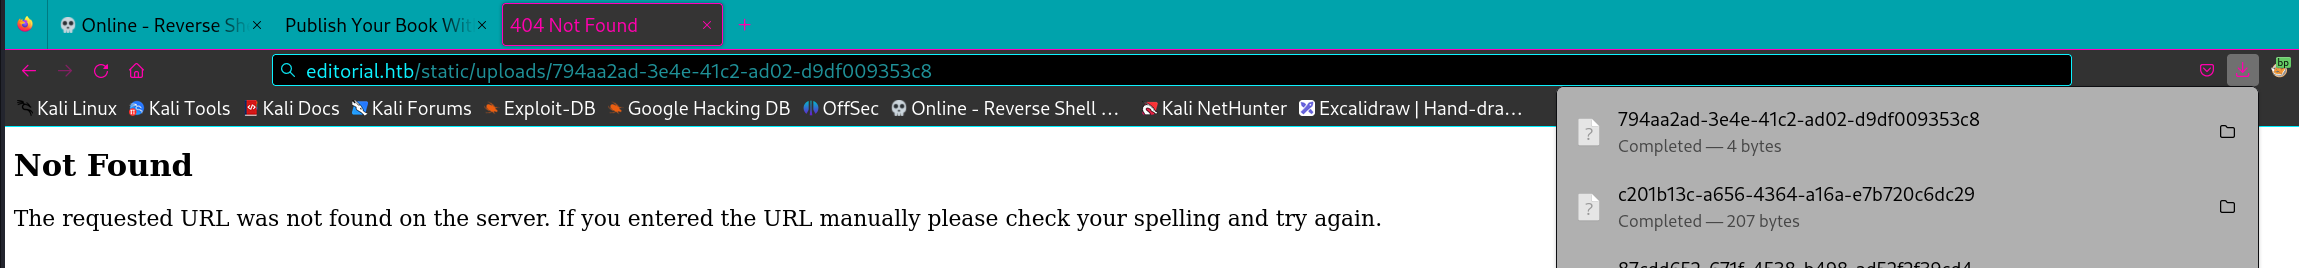 Online - Reverse Sh
Publish Your Book Wit
404 Not Found
editorial.htb/static/uploads/794aa2ad-3e4e-41c2-ad02-d9df009353c8
bp
Kali Linux Kali Tools Kali Docs Kali Forums Exploit-DB Google Hacking DB OffSec Online - Reverse Shell … Kali NetHunter Excalidraw | Hand-dra…
Not Found
The requested URL was not found on the server. If you entered the URL manually please check your spelling and try again.
794aa2ad-3e4e-41c2-ad02-d9df009353c8
Completed — 4 bytes
c201b13c-a656-4364-a16a-e7b720c6dc29
Completed — 207 bytes